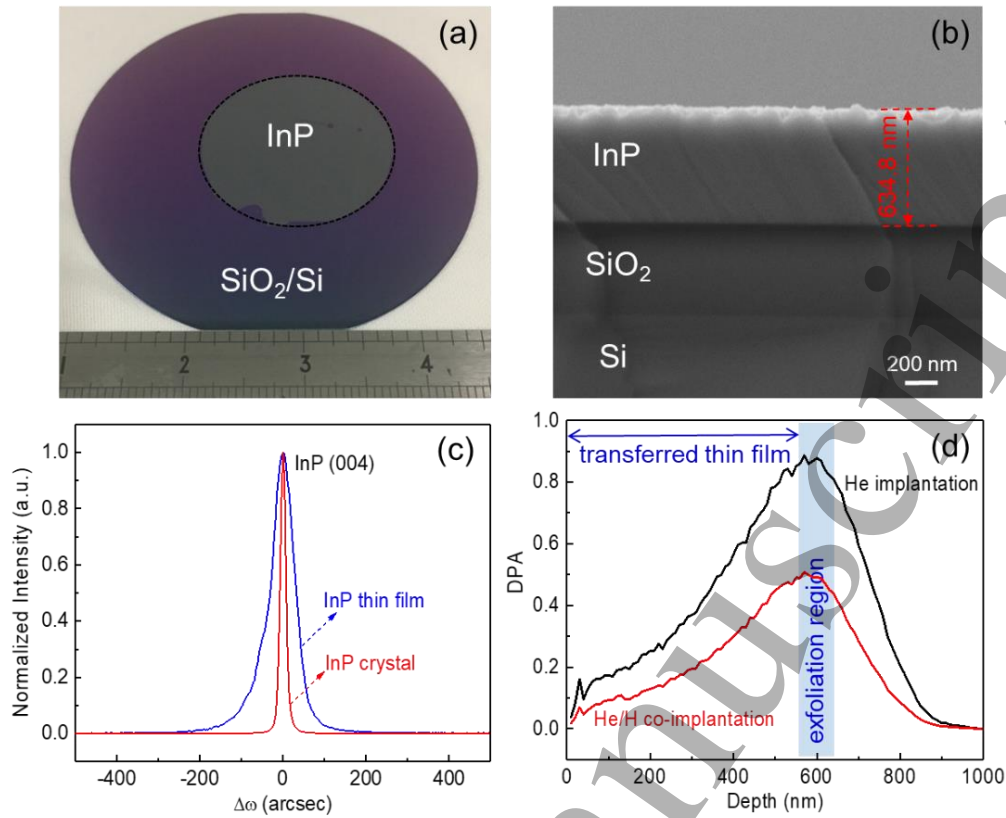 (a)
InP
SiO₂/Si
1 2 3 4
(b)
InP
634.8 nm
SiO₂
Si
200 nm
(c)
InP (004)
InP thin film
InP crystal
Normalized Intensity (a.u.)
1.0
0.8
0.6
0.4
0.2
0.0
-400 -200 0 200 400
Δω (arcsec)
(d)
transferred thin film
He implantation
exfoliation region
He/H co-implantation
DPA
1.0
0.8
0.6
0.4
0.2
0.0
0 200 400 600 800 1000
Depth (nm)